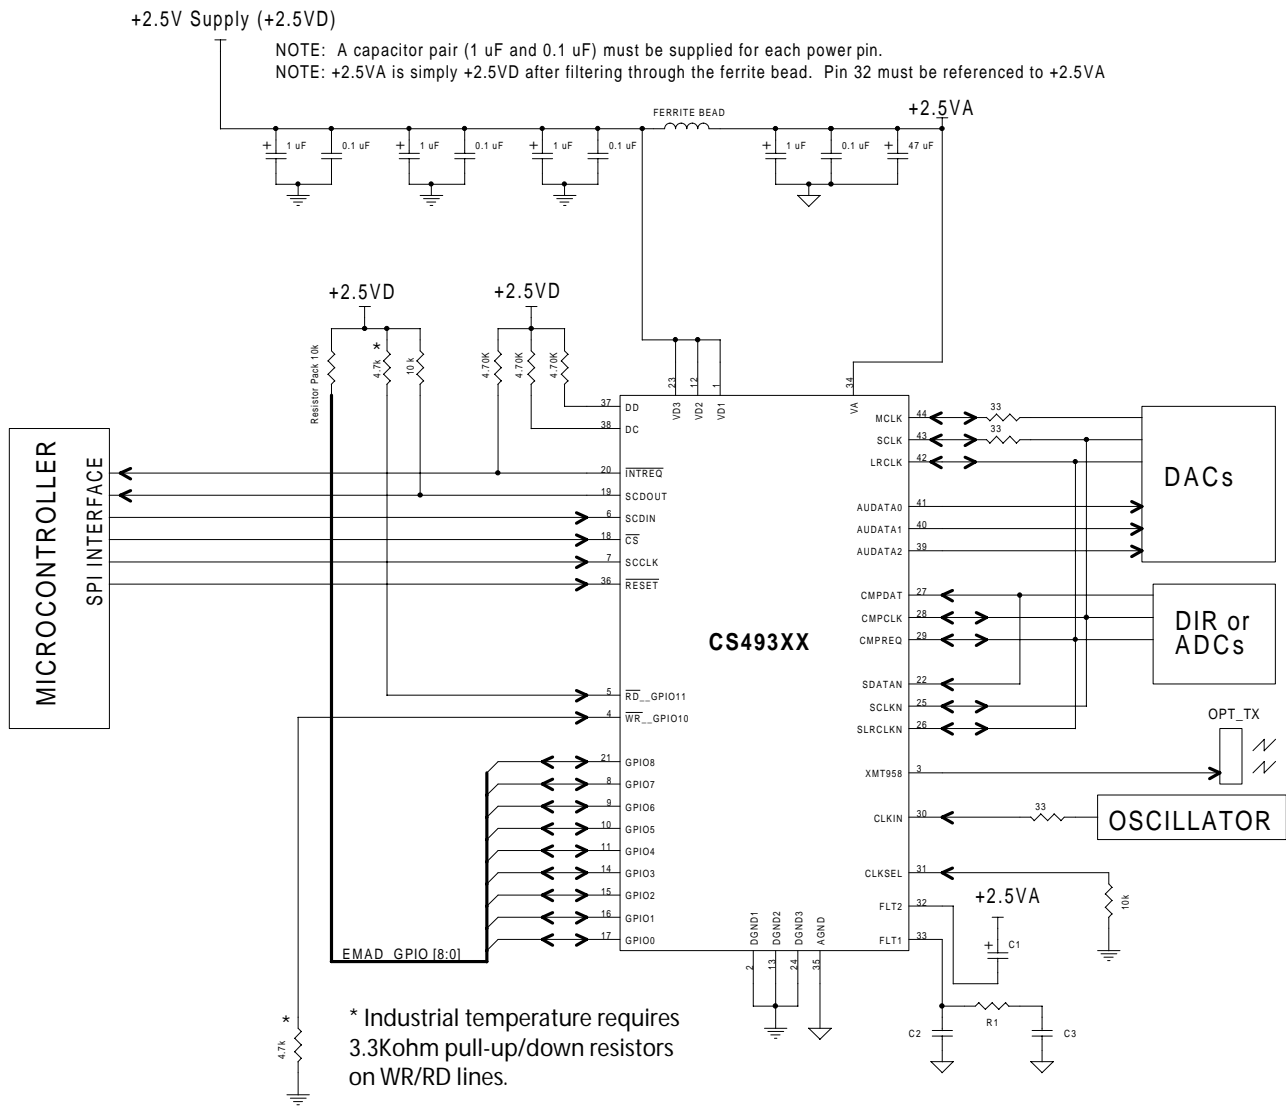 +2.5V Supply (+2.5VD)
NOTE: A capacitor pair (1 uF and 0.1 uF) must be supplied for each power pin.
NOTE: +2.5VA is simply +2.5VD after filtering through the ferrite bead. Pin 32 must be referenced to +2.5VA
FERRITE BEAD
+2.5VA
+ 1 uF 0.1 uF + 1 uF 0.1 uF + 1 uF 0.1 uF + 1 uF 0.1 uF + 47 uF
+2.5VD +2.5VD
Resistor Pack 10k
*
4.7k
10 k
4.70K
4.70K
4.70K
23 12 1 34
VD3 VD2 VD1 VA
37 DD
38 DC
20 INTREQ
19 SCDOUT
6 SCDIN
18 CS
7 SCCLK
36 RESET
5 RD__GPIO11
4 WR__GPIO10
21 GPIO8
8 GPIO7
9 GPIO6
10 GPIO5
11 GPIO4
14 GPIO3
15 GPIO2
16 GPIO1
17 GPIO0
MICROCONTROLLER
SPI INTERFACE
CS493XX
MCLK 44 33
SCLK 43 33
LRCLK 42
AUDATA0 41
AUDATA1 40
AUDATA2 39
DACs
CMPDAT 27
CMPCLK 28
CMPREQ 29
DIR or
ADCs
SDATAN 22
SCLKN 25
SLRCLKN 26
OPT_TX
XMT958 3
CLKIN 30 33
OSCILLATOR
CLKSEL 31
10k
FLT2 32
+2.5VA
+ C1
FLT1 33
C2 R1 C3
DGND1 DGND2 DGND3 AGND
2 13 24 35
EMAD_GPIO [8:0]
*
4.7k
* Industrial temperature requires
3.3Kohm pull-up/down resistors
on WR/RD lines.